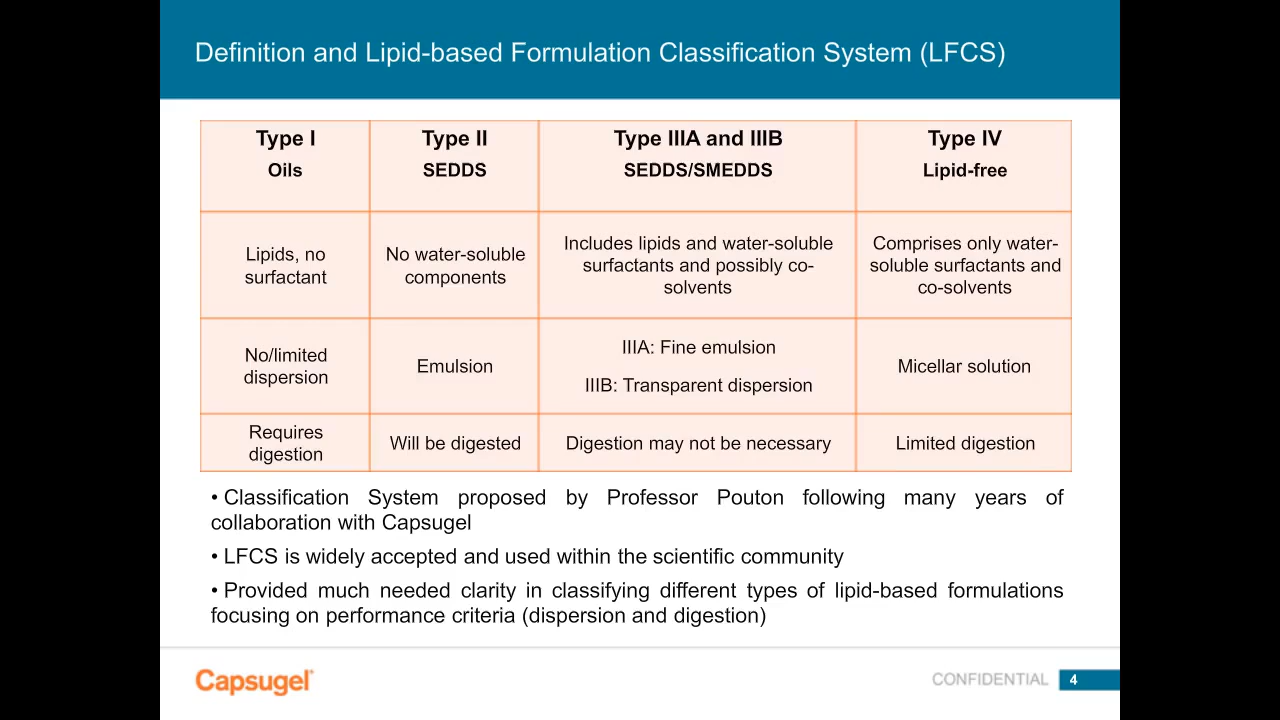 Definition and Lipid-based Formulation Classification System (LFCS)
Type I
Oils
Type II
SEDDS
Type IIIA and IIIB
SEDDS/SMEDDS
Type IV
Lipid-free
Lipids, no
surfactant
No water-soluble
components
Includes lipids and water-soluble
surfactants and possibly co-
solvents
Comprises only water-
soluble surfactants and
co-solvents
No/limited
dispersion
Emulsion
IIIA: Fine emulsion
IIIB: Transparent dispersion
Micellar solution
Requires
digestion
Will be digested
Digestion may not be necessary
Limited digestion
• Classification System proposed by Professor Pouton following many years of
collaboration with Capsugel
• LFCS is widely accepted and used within the scientific community
• Provided much needed clarity in classifying different types of lipid-based formulations
focusing on performance criteria (dispersion and digestion)
Capsugel®
CONFIDENTIAL 4